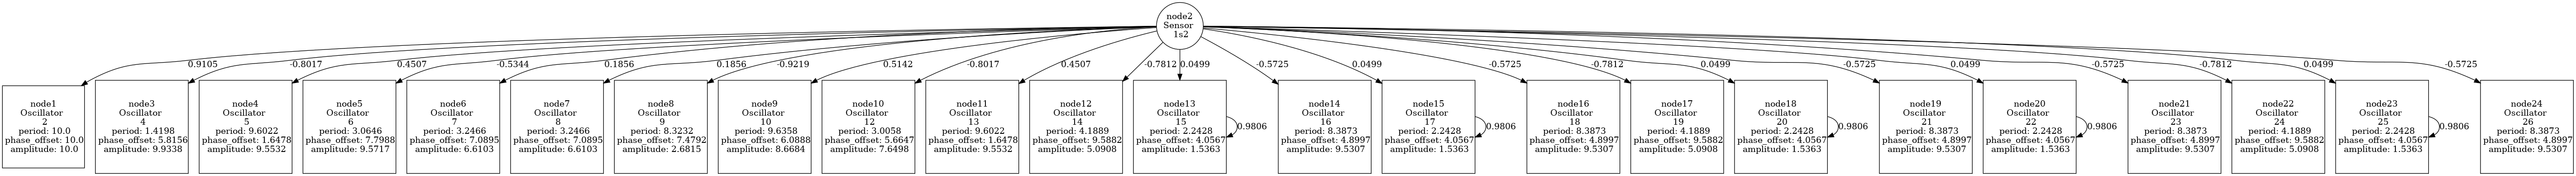 node2
Sensor
1s2
0.9105
-0.8017
0.4507
-0.5344
0.1856
0.1856
-0.9219
0.5142
-0.8017
0.4507
-0.7812
0.0499
-0.5725
0.0499
-0.5725
-0.7812
0.0499
-0.5725
0.0499
-0.5725
-0.7812
0.0499
-0.5725
node1
Oscillator
2
period: 10.0
phase_offset: 10.0
amplitude: 10.0
node3
Oscillator
4
period: 1.4198
phase_offset: 5.8156
amplitude: 9.9338
node4
Oscillator
5
period: 9.6022
phase_offset: 1.6478
amplitude: 9.5532
node5
Oscillator
6
period: 3.0646
phase_offset: 7.7988
amplitude: 9.5717
node6
Oscillator
7
period: 3.2466
phase_offset: 7.0895
amplitude: 6.6103
node7
Oscillator
8
period: 3.2466
phase_offset: 7.0895
amplitude: 6.6103
node8
Oscillator
9
period: 8.3232
phase_offset: 7.4792
amplitude: 2.6815
node9
Oscillator
10
period: 9.6358
phase_offset: 6.0888
amplitude: 8.6684
node10
Oscillator
12
period: 3.0058
phase_offset: 5.6647
amplitude: 7.6498
node11
Oscillator
13
period: 9.6022
phase_offset: 1.6478
amplitude: 9.5532
node12
Oscillator
14
period: 4.1889
phase_offset: 9.5882
amplitude: 5.0908
node13
Oscillator
15
period: 2.2428
phase_offset: 4.0567
amplitude: 1.5363
0.9806
node14
Oscillator
16
period: 8.3873
phase_offset: 4.8997
amplitude: 9.5307
node15
Oscillator
17
period: 2.2428
phase_offset: 4.0567
amplitude: 1.5363
0.9806
node16
Oscillator
18
period: 8.3873
phase_offset: 4.8997
amplitude: 9.5307
node17
Oscillator
19
period: 4.1889
phase_offset: 9.5882
amplitude: 5.0908
node18
Oscillator
20
period: 2.2428
phase_offset: 4.0567
amplitude: 1.5363
0.9806
node19
Oscillator
21
period: 8.3873
phase_offset: 4.8997
amplitude: 9.5307
node20
Oscillator
22
period: 2.2428
phase_offset: 4.0567
amplitude: 1.5363
0.9806
node21
Oscillator
23
period: 8.3873
phase_offset: 4.8997
amplitude: 9.5307
node22
Oscillator
24
period: 4.1889
phase_offset: 9.5882
amplitude: 5.0908
node23
Oscillator
25
period: 2.2428
phase_offset: 4.0567
amplitude: 1.5363
0.9806
node24
Oscillator
26
period: 8.3873
phase_offset: 4.8997
amplitude: 9.5307